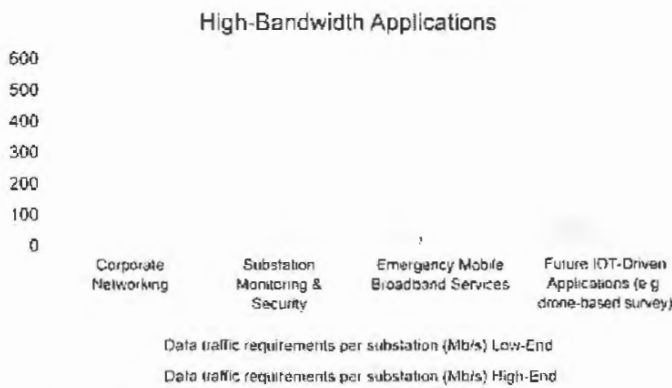 High-Bandwidth Applications
600
500
400
300
200
100
0
Corporate
Networking
Substation
Monitoring &
Security
Emergency Mobile
Broadband Services
Future IOT-Driven
Applications (e.g
drone-based survey)
Data traffic requirements per substation (Mb/s) Low-End
Data traffic requirements per substation (Mb/s) High-End